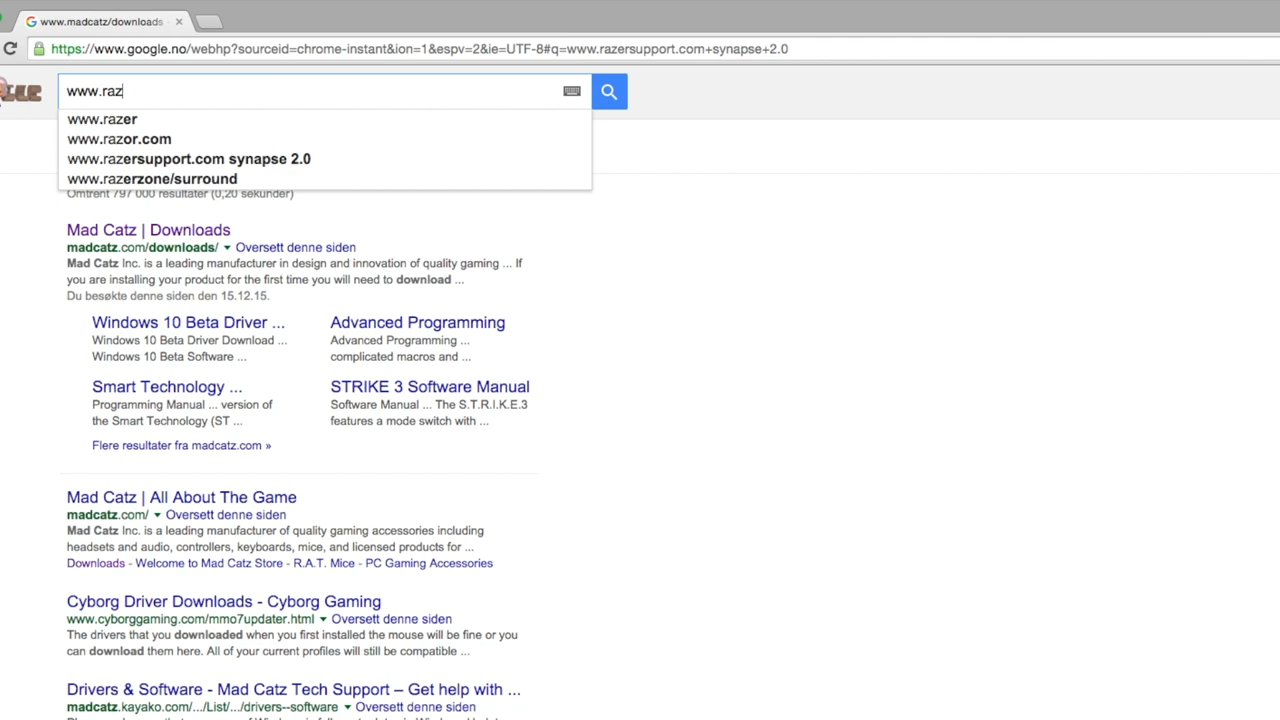 www.madcatz/downloads
https://www.google.no/webhp?sourceid=chrome-instant&ion=1&espv=2&ie=UTF-8#q=www.razersupport.com+synapse+2.0
www.raz
www.razer
www.razor.com
www.razersupport.com synapse 2.0
www.razerzone/surround
Omtrent 797 000 resultater (0,20 sekunder)
Mad Catz | Downloads
madcatz.com/downloads/ Oversett denne siden
Mad Catz Inc. is a leading manufacturer in design and innovation of quality gaming ... If
you are installing your product for the first time you will need to download ...
Du besøkte denne siden den 15.12.15.
Windows 10 Beta Driver ... Advanced Programming
Windows 10 Beta Driver Download ... Advanced Programming ...
Windows 10 Beta Software ... complicated macros and ...
Smart Technology ... STRIKE 3 Software Manual
Programming Manual ... version of Software Manual ... The S.T.R.I.K.E.3
the Smart Technology (ST ... features a mode switch with ...
Flere resultater fra madcatz.com »
Mad Catz | All About The Game
madcatz.com/ Oversett denne siden
Mad Catz Inc. is a leading manufacturer of quality gaming accessories including
headsets and audio, controllers, keyboards, mice, and licensed products for ...
Downloads - Welcome to Mad Catz Store - R.A.T. Mice - PC Gaming Accessories
Cyborg Driver Downloads - Cyborg Gaming
www.cyborggaming.com/mmo7updater.html Oversett denne siden
The drivers that you downloaded when you first installed the mouse will be fine or you
can download them here. All of your current profiles will still be compatible ...
Drivers & Software - Mad Catz Tech Support – Get help with ...
madcatz.kayako.com/.../List/.../drivers--software Oversett denne siden